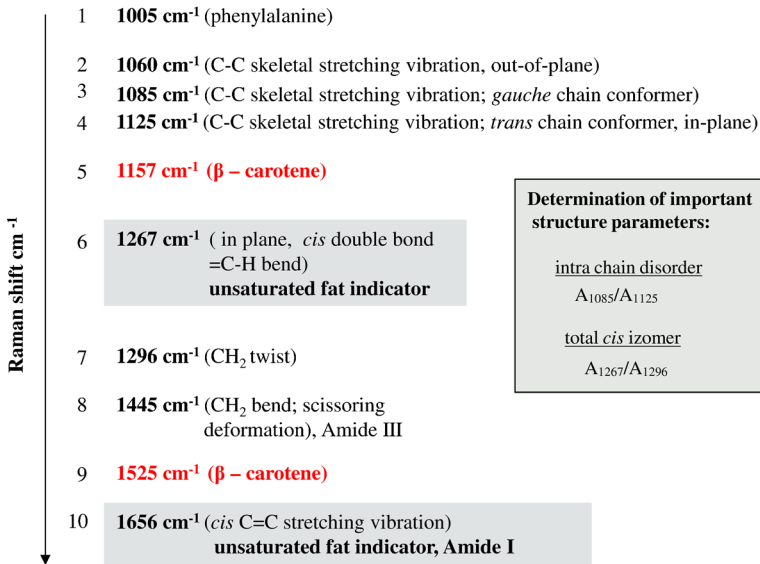 Raman shift cm⁻¹
1 1005 cm⁻¹ (phenylalanine)
2 1060 cm⁻¹ (C-C skeletal stretching vibration, out-of-plane)
3 1085 cm⁻¹ (C-C skeletal stretching vibration; gauche chain conformer)
4 1125 cm⁻¹ (C-C skeletal stretching vibration; trans chain conformer, in-plane)
5 1157 cm⁻¹ (β – carotene)
6 1267 cm⁻¹ ( in plane, cis double bond
=C-H bend)
unsaturated fat indicator
7 1296 cm⁻¹ (CH₂ twist)
8 1445 cm⁻¹ (CH₂ bend; scissoring
deformation), Amide III
9 1525 cm⁻¹ (β – carotene)
10 1656 cm⁻¹ (cis C=C stretching vibration)
unsaturated fat indicator, Amide I
Determination of important
structure parameters:
intra chain disorder
A₁₀₈₅/A₁₁₂₅
total cis izomer
A₁₂₆₇/A₁₂₉₆